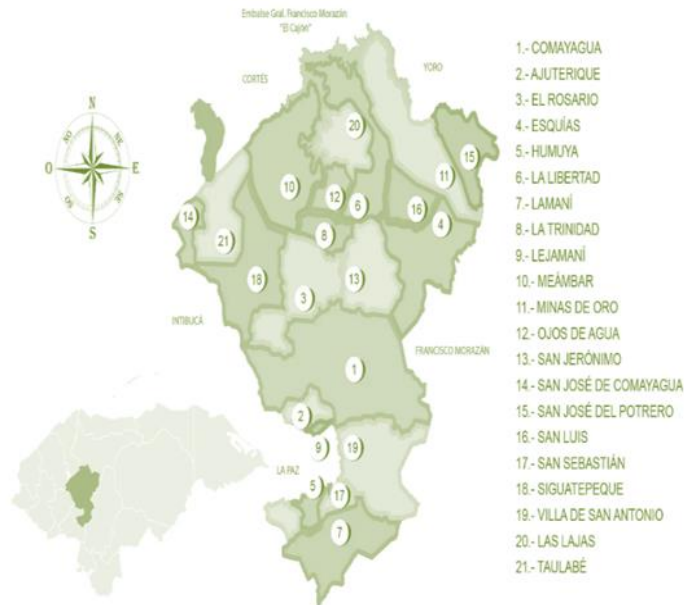 Embalse Gral. Francisco Morazán
"El Cajón"
CORTÉS
YORO
N
NO
NE
O
E
SO
SE
S
INTIBUCÁ
FRANCISCO MORAZÁN
LA PAZ
20
15
11
10
12
6
16
4
14
21
8
18
3
13
1
2
9
19
5
17
7
1.- COMAYAGUA
2.- AJUTERIQUE
3.- EL ROSARIO
4.- ESQUÍAS
5.- HUMUYA
6.- LA LIBERTAD
7.- LAMANÍ
8.- LA TRINIDAD
9.- LEJAMANÍ
10.- MEÁMBAR
11.- MINAS DE ORO
12.- OJOS DE AGUA
13.- SAN JERÓNIMO
14.- SAN JOSÉ DE COMAYAGUA
15.- SAN JOSÉ DEL POTRERO
16.- SAN LUIS
17.- SAN SEBASTIÁN
18.- SIGUATEPEQUE
19.- VILLA DE SAN ANTONIO
20.- LAS LAJAS
21.- TAULABÉ